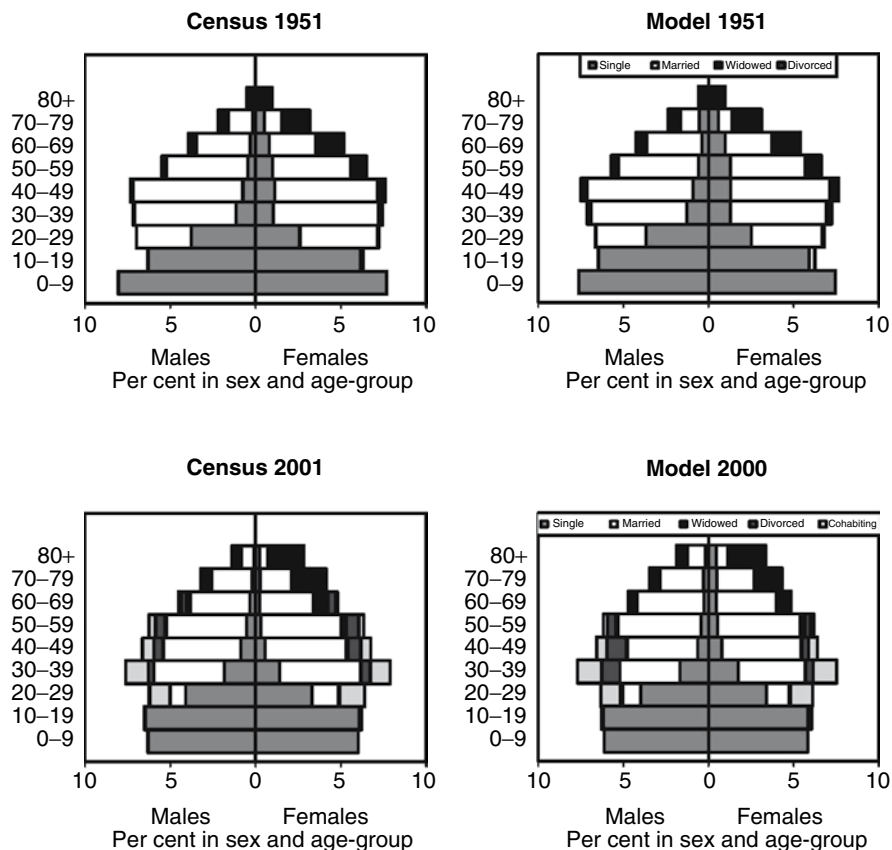 Census 1951
80+
70–79
60–69
50–59
40–49
30–39
20–29
10–19
0–9
10 5 0 5 10
Males Females
Per cent in sex and age-group
Model 1951
Single Married Widowed Divorced
80+
70–79
60–69
50–59
40–49
30–39
20–29
10–19
0–9
10 5 0 5 10
Males Females
Per cent in sex and age-group
Census 2001
80+
70–79
60–69
50–59
40–49
30–39
20–29
10–19
0–9
10 5 0 5 10
Males Females
Per cent in sex and age-group
Model 2000
Single Married Widowed Divorced Cohabiting
80+
70–79
60–69
50–59
40–49
30–39
20–29
10–19
0–9
10 5 0 5 10
Males Females
Per cent in sex and age-group